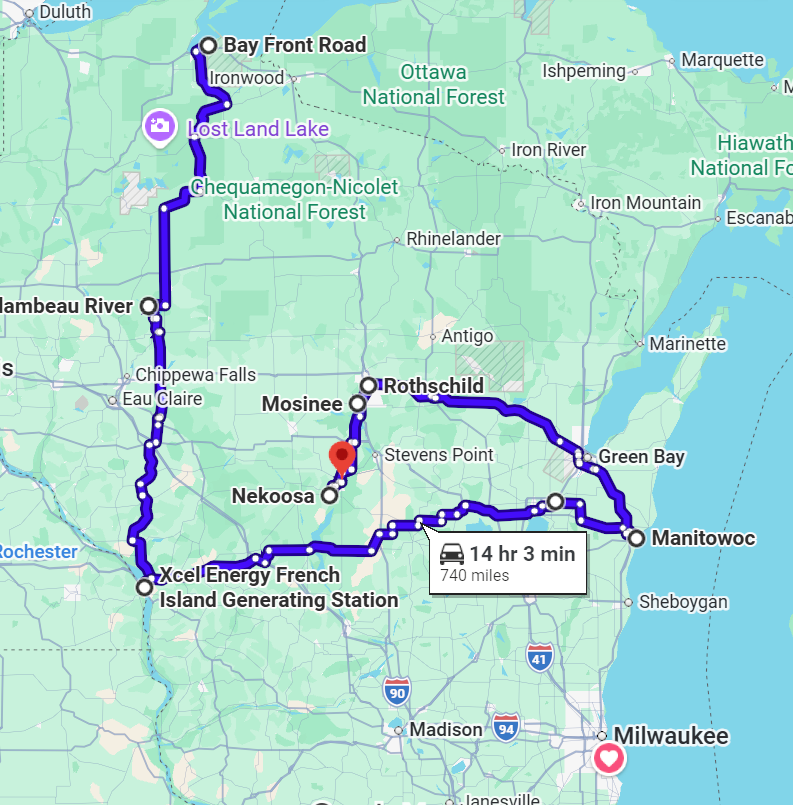 Duluth
Bay Front Road
Marquette
Ironwood
Ishpeming
Ottawa
National Forest
M
Lost Land Lake
Hiawath
National Fo
Iron River
Chequamegon-Nicolet
National Forest
Iron Mountain
Escanab
Rhinelander
lambeau River
Antigo
Marinette
s
Chippewa Falls
Rothschild
Eau Claire
Mosinee
Stevens Point
Green Bay
Nekoosa
Manitowoc
Rochester
14 hr 3 min
740 miles
Xcel Energy French
Island Generating Station
Sheboygan
41
90
94
Madison
Milwaukee
Janesville